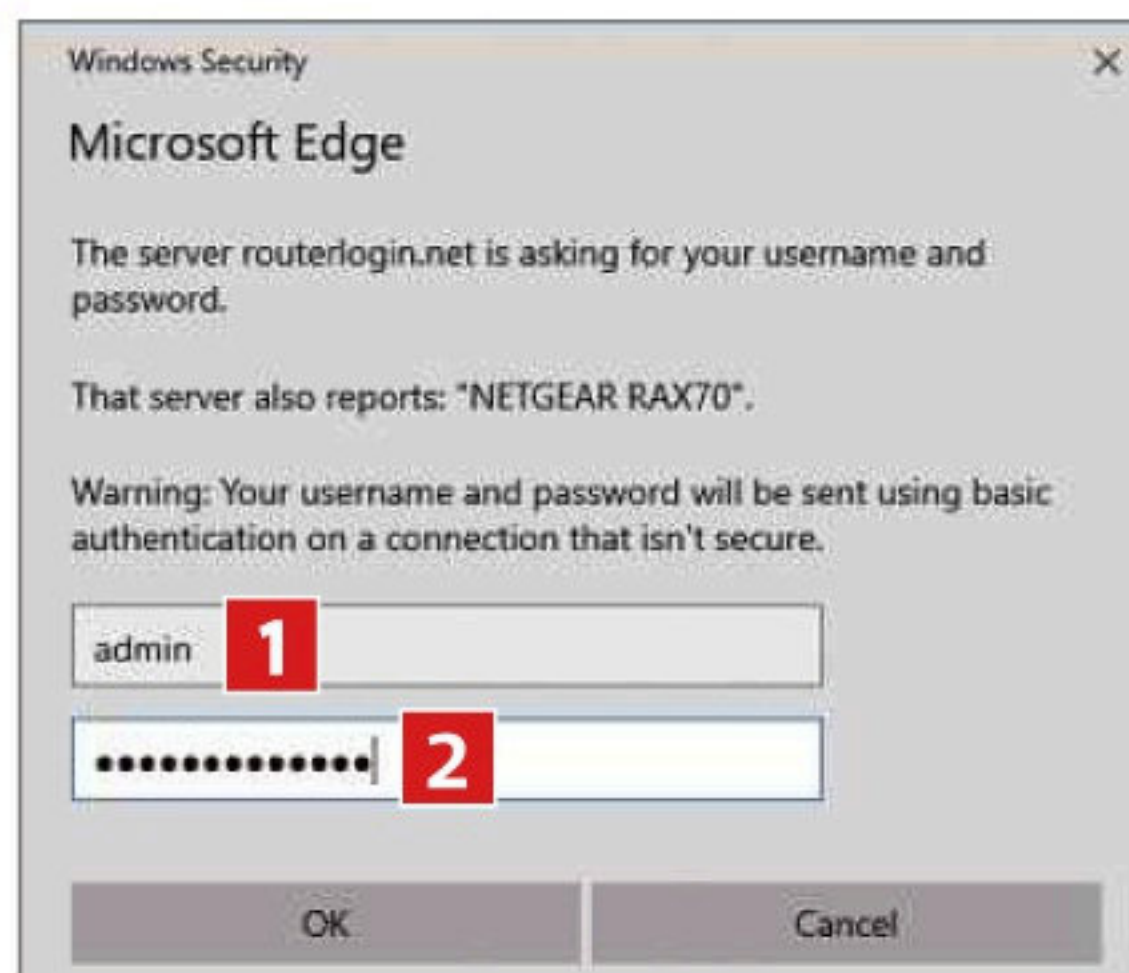 Windows Security
Microsoft Edge
The server routerlogin.net is asking for your username and
password.
That server also reports: "NETGEAR RAX70".
Warning: Your username and password will be sent using basic
authentication on a connection that isn't secure.
admin 1
●●●●●●●●●●●●● 2
OK Cancel